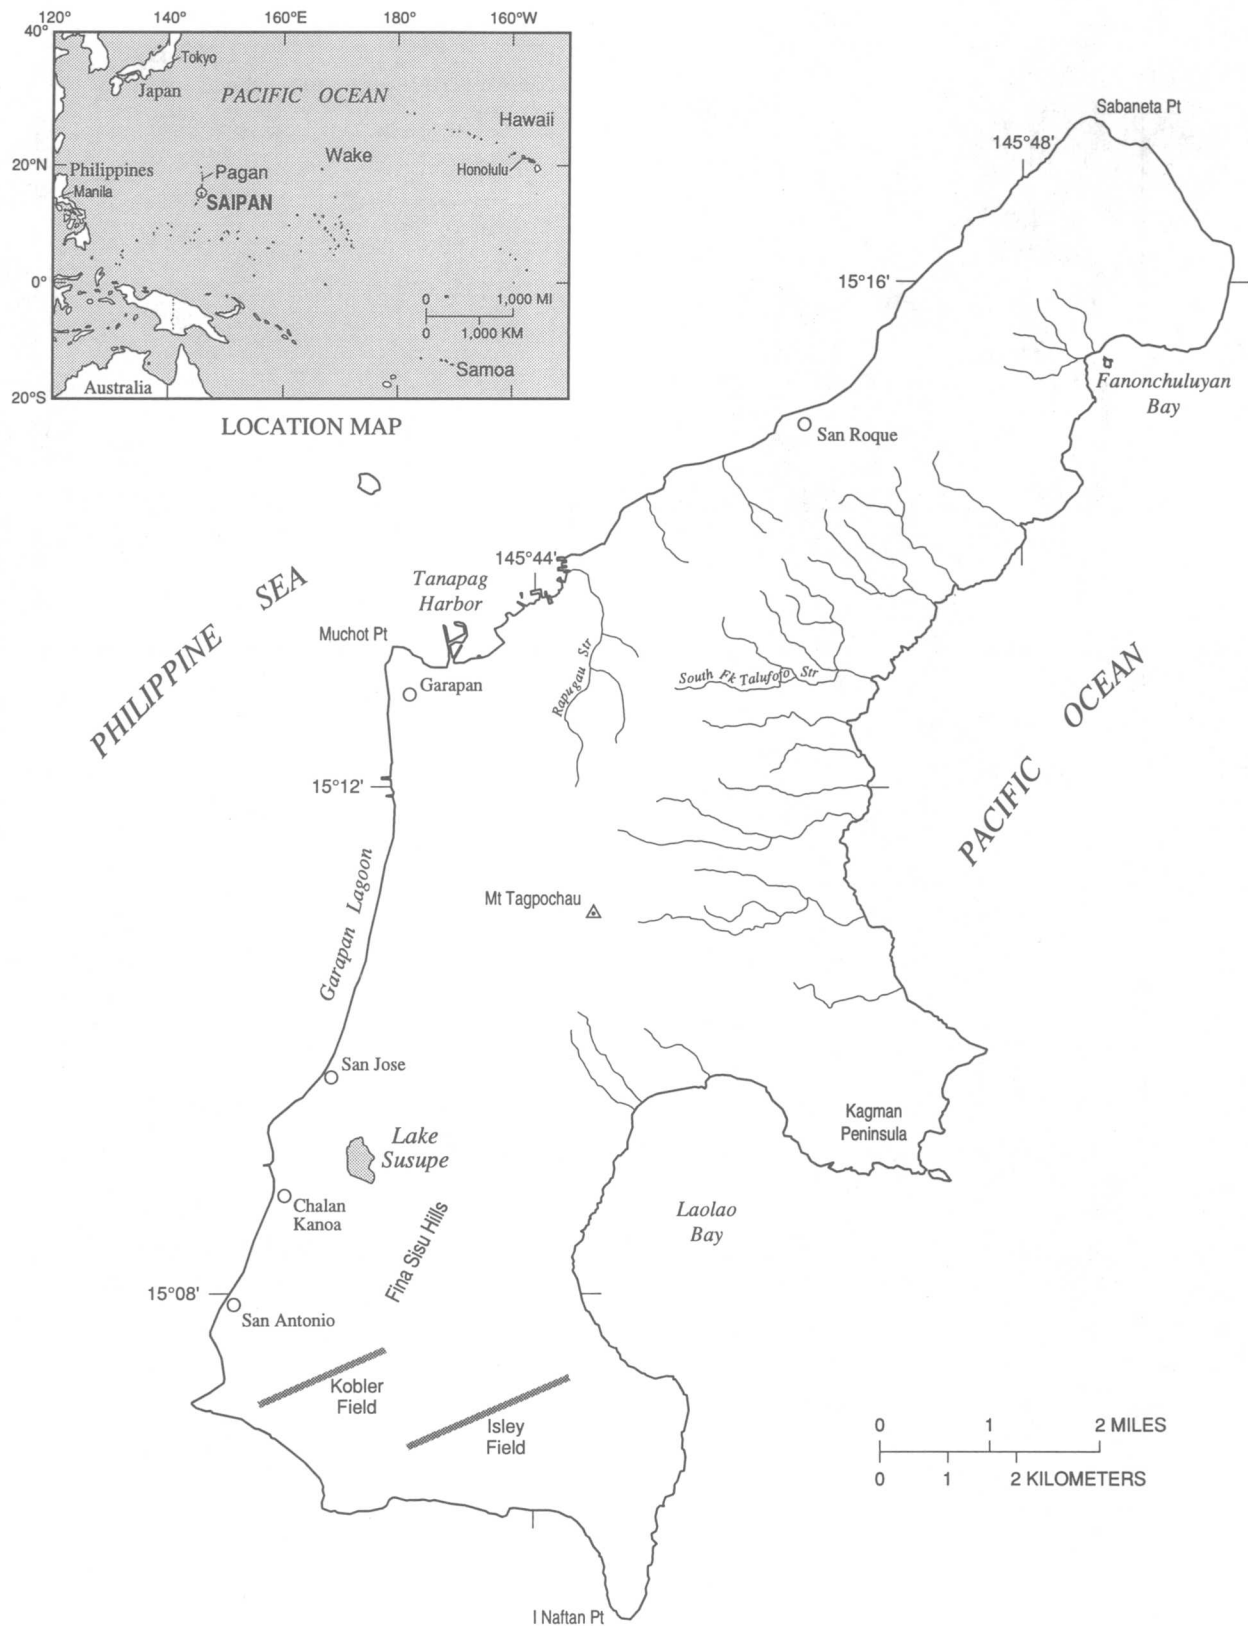 120°
140°
160°E
180°
160°W
40°
Tokyo
Japan
PACIFIC OCEAN
Hawaii
Wake
20°N
Philippines
Pagan
Honolulu
Manila
SAIPAN
0°
0
1,000 MI
0
1,000 KM
Samoa
Australia
20°S
LOCATION MAP
Sabaneta Pt
145°48'
15°16'
Fanonchuluyan
Bay
San Roque
145°44'
Tanapag
Harbor
PHILIPPINE SEA
Muchot Pt
Garapan
Rapugau Str
South Fk Talufofo Str
PACIFIC OCEAN
15°12'
Garapan Lagoon
Mt Tagpochau
San Jose
Kagman
Peninsula
Lake
Susupe
Chalan
Kanoa
Laolao
Bay
Fina Sisu Hills
15°08'
San Antonio
Kobler
Field
Isley
Field
0 1 2 MILES
0 1 2 KILOMETERS
I Naftan Pt